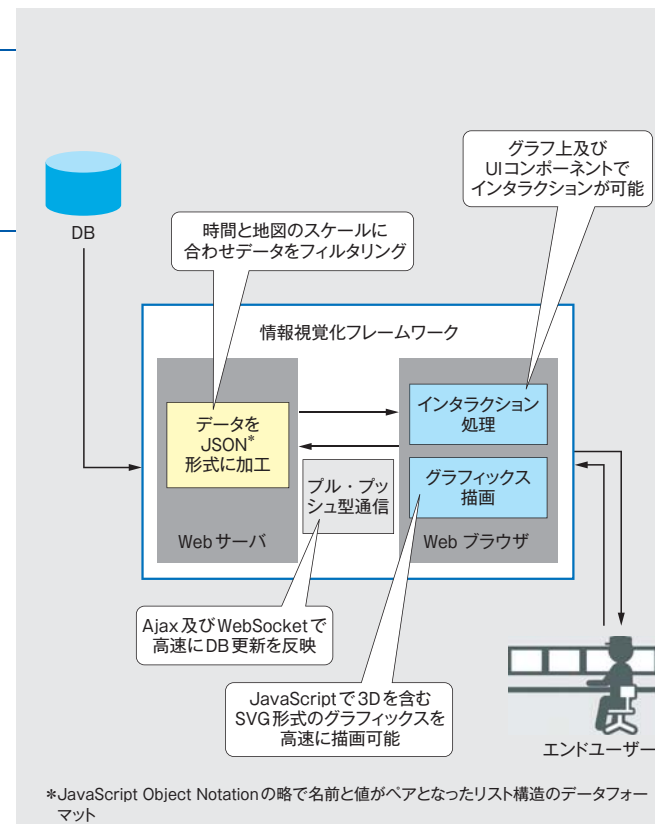 グラフ上及び
UIコンポーネントで
インタラクションが可能
DB
時間と地図のスケールに
合わせデータをフィルタリング
情報視覚化フレームワーク
データを
JSON*
形式に加工
インタラクション
処理
プル・プッ
シュ型通信
グラフィックス
描画
Webサーバ
Web ブラウザ
Ajax及びWebSocketで
高速にDB更新を反映
JavaScriptで3Dを含む
SVG形式のグラフィックスを
高速に描画可能
エンドユーザー
*JavaScript Object Notationの略で名前と値がペアとなったリスト構造のデータフォー
マット